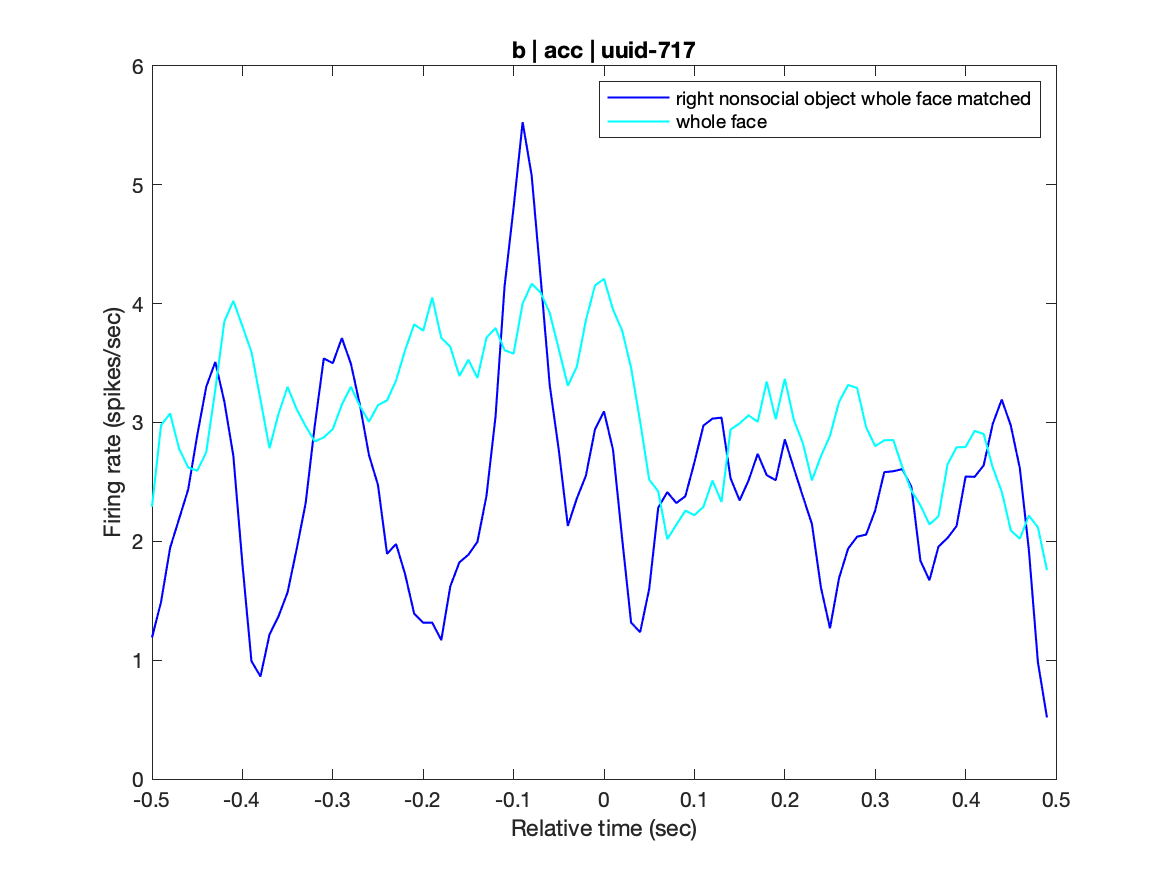 b | acc | uuid-717
right nonsocial object whole face matched
whole face
6
5
4
3
2
1
0
Firing rate (spikes/sec)
-0.5 -0.4 -0.3 -0.2 -0.1 0 0.1 0.2 0.3 0.4 0.5
Relative time (sec)